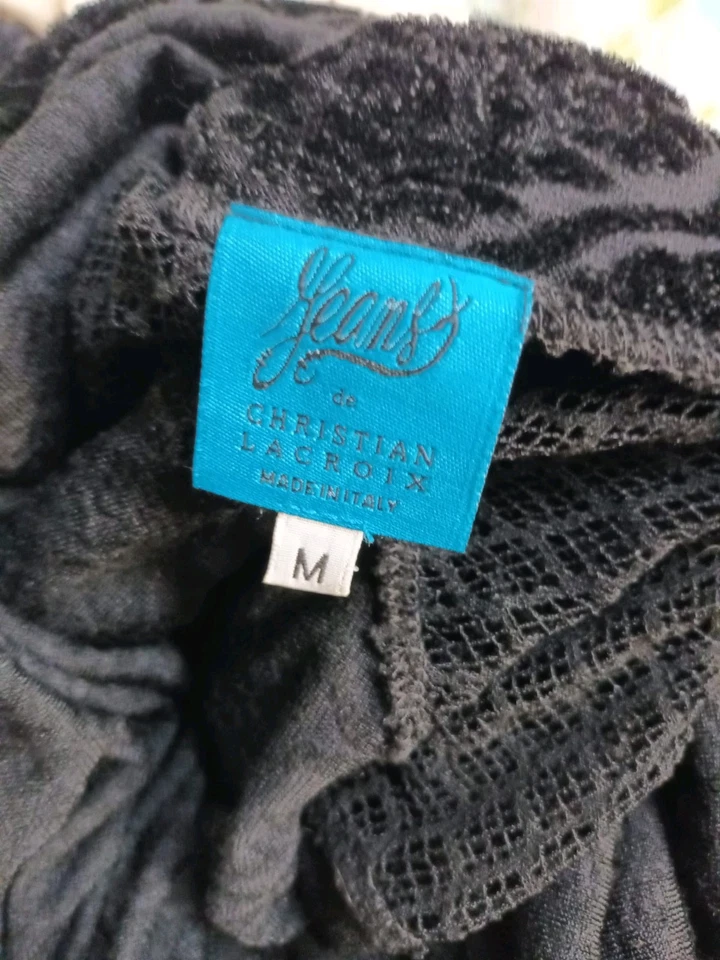 Jeans
de
CHRISTIAN
LACROIX
MADE IN ITALY
M